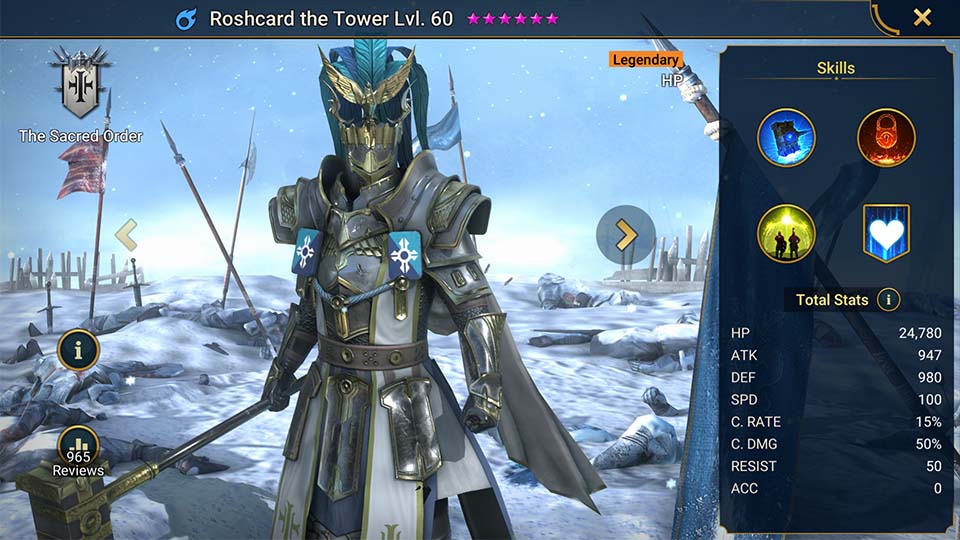 Roshcard the Tower Lvl. 60
The Sacred Order
Legendary
HP
Skills
Total Stats i
HP 24,780
ATK 947
DEF 980
SPD 100
C. RATE 15%
C. DMG 50%
RESIST 50
ACC 0
i
965
Reviews